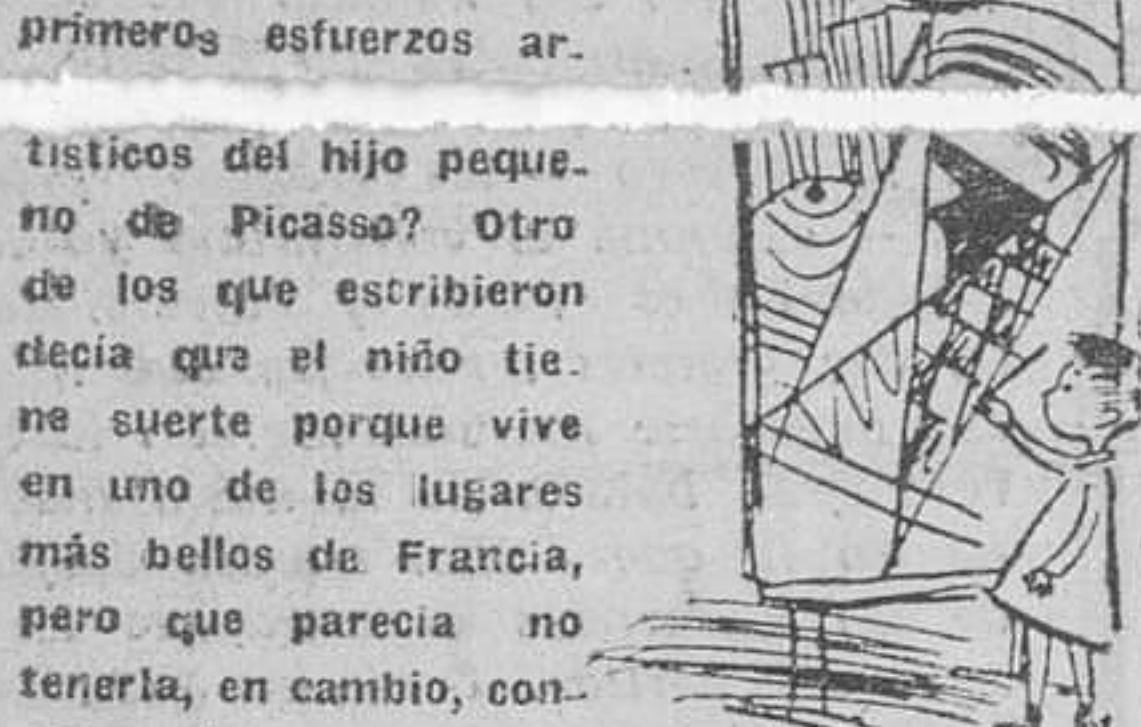 primeros esfuerzos ar-
tisticos del hijo peque-
no de Picasso? Otro
de los que escribieron
decía que el niño tie-
ne suerte porque vive
en uno de los lugares
más bellos de Francia,
pero que parecia no
tenerla, en cambio, con-